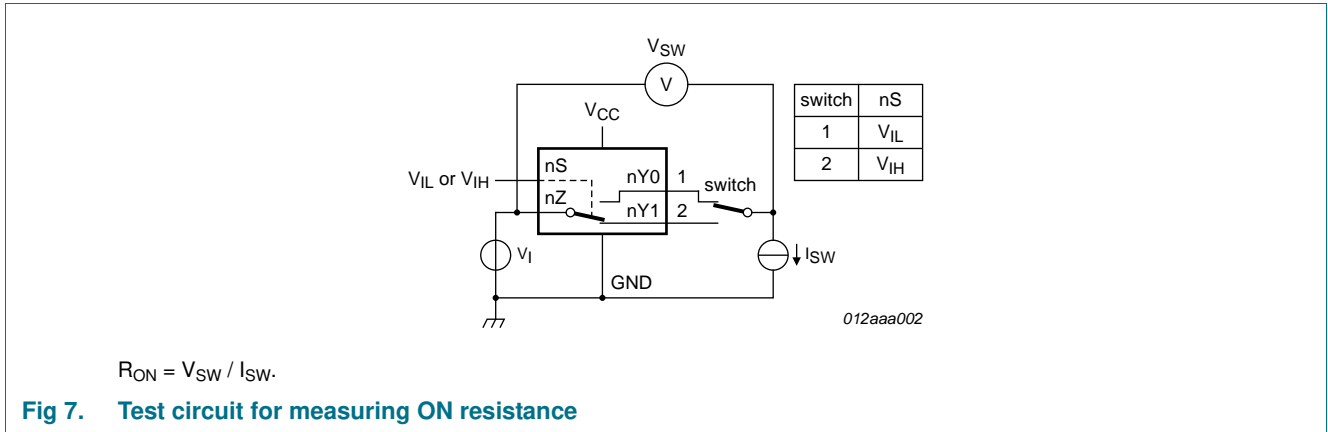 VSW
V
switch nS
1 VIL
2 VIH
VCC
VIL or VIH
nS
nZ
nY0 1
nY1 2
switch
VI
GND
ISW
012aaa002
RON = VSW / ISW.
Fig 7. Test circuit for measuring ON resistance